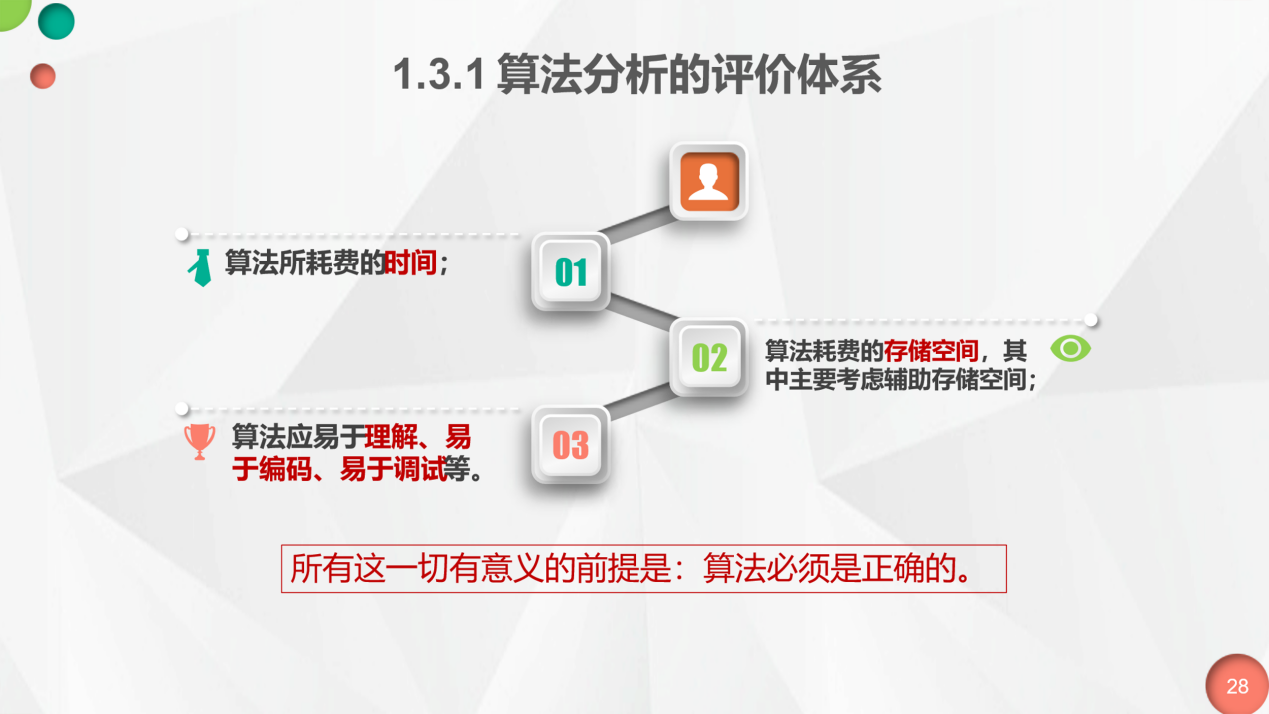 1.3.1算法分析的评价体系
01
算法所耗费的时间；
02
算法耗费的存储空间，其
中主要考虑辅助存储空间；
03
算法应易于理解、易
于编码、易于调试等。
所有这一切有意义的前提是：算法必须是正确的。
28